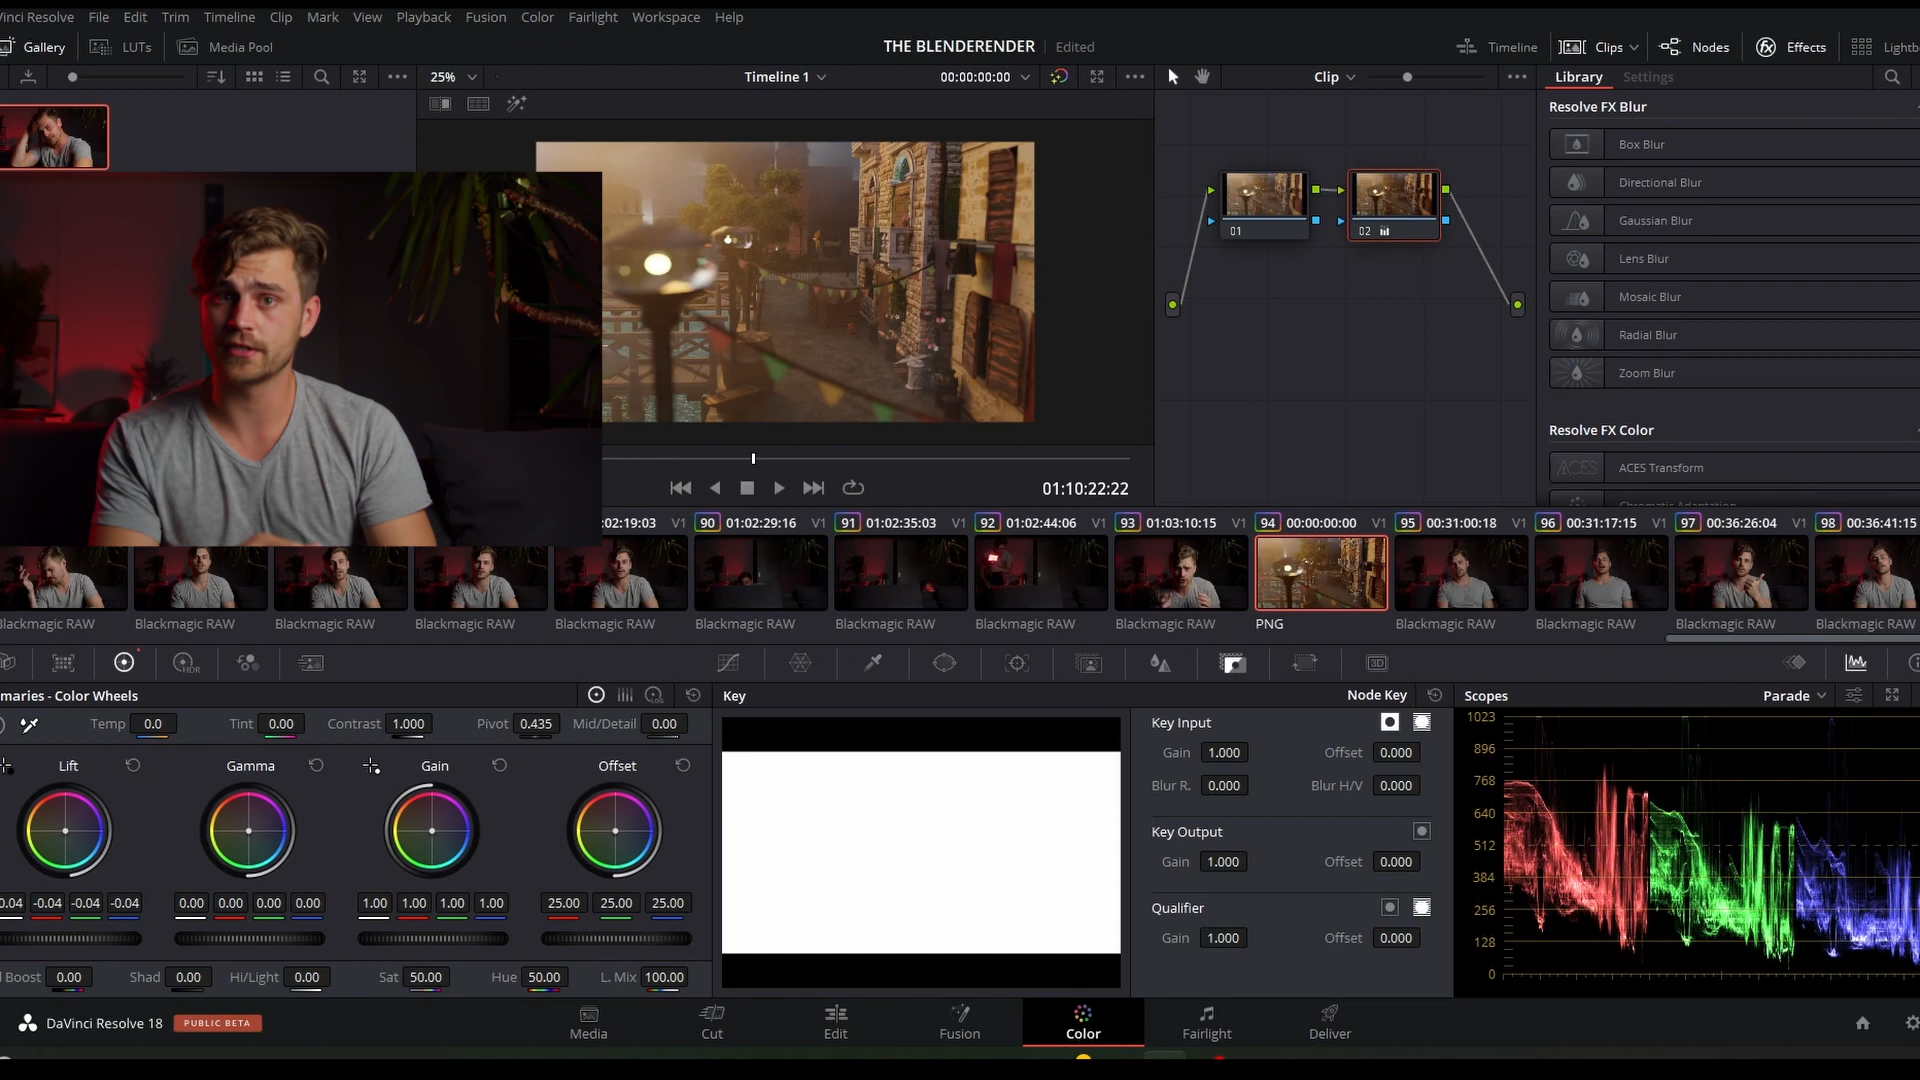 inci Resolve File Edit Trim Timeline Clip Mark View Playback Fusion Color Fairlight Workspace Help
Gallery LUTs Media Pool THE BLENDERENDER Edited Timeline Clips Nodes Effects Lightb
25% Timeline 1 00:00:00:00 Clip Library Settings
Resolve FX Blur
Box Blur
Directional Blur
Gaussian Blur
Lens Blur
Mosaic Blur
Radial Blur
Zoom Blur
01 02
Resolve FX Color
ACES ACES Transform
Chromatic Adaptation
01:10:22:22
:02:19:03 V1 90 01:02:29:16 V1 91 01:02:35:03 V1 92 01:02:44:06 V1 93 01:03:10:15 V1 94 00:00:00:00 V1 95 00:31:00:18 V1 96 00:31:17:15 V1 97 00:36:26:04 V1 98 00:36:41:15
Blackmagic RAW Blackmagic RAW Blackmagic RAW Blackmagic RAW Blackmagic RAW Blackmagic RAW Blackmagic RAW Blackmagic RAW Blackmagic RAW PNG Blackmagic RAW Blackmagic RAW Blackmagic RAW Blackmagic RAW
HDR 3D
maries - Color Wheels LOG Key Node Key Scopes Parade
Temp 0.0 Tint 0.00 Contrast 1.000 Pivot 0.435 Mid/Detail 0.00
Lift Gamma Gain Offset
0.04 -0.04 -0.04 -0.04 0.00 0.00 0.00 0.00 1.00 1.00 1.00 1.00 25.00 25.00 25.00
l Boost 0.00 Shad 0.00 Hi/Light 0.00 Sat 50.00 Hue 50.00 L. Mix 100.00
Key Input
Gain 1.000 Offset 0.000
Blur R. 0.000 Blur H/V 0.000
Key Output
Gain 1.000 Offset 0.000
Qualifier
Gain 1.000 Offset 0.000
1023
896
768
640
512
384
256
128
0
DaVinci Resolve 18 PUBLIC BETA Media Cut Edit Fusion Color Fairlight Deliver